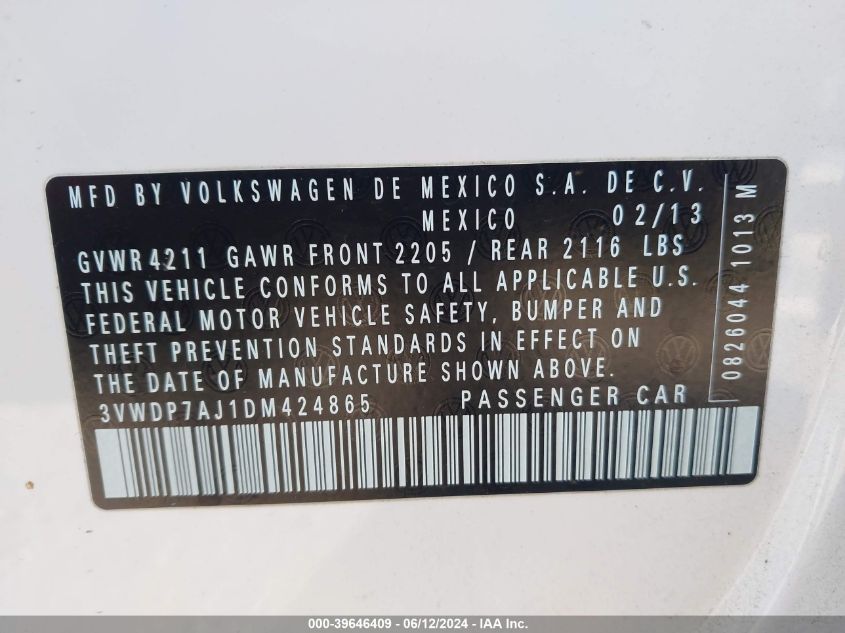 MFD BY VOLKSWAGEN DE MEXICO S.A. DE C.V.
MEXICO 02/13
GVWR 4211 GAWR FRONT 2205 / REAR 2116 LBS
THIS VEHICLE CONFORMS TO ALL APPLICABLE U.S.
FEDERAL MOTOR VEHICLE SAFETY, BUMPER AND
THEFT PREVENTION STANDARDS IN EFFECT ON
THE DATE OF MANUFACTURE SHOWN ABOVE.
3VWDP7AJ1DM424865 PASSENGER CAR
0826044 1013 M
000-39646409 - 06/12/2024 - IAA Inc.